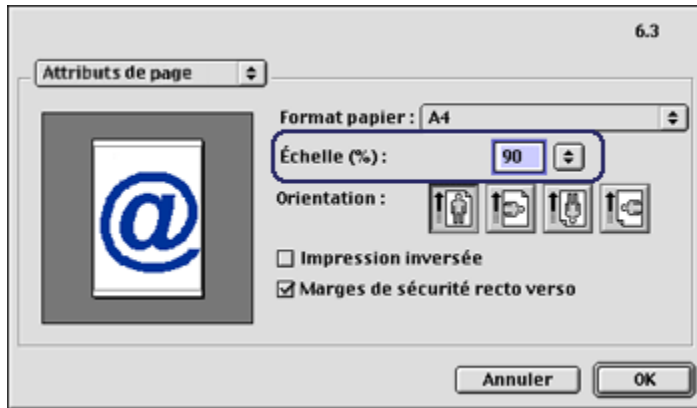 6.3
Attributs de page
Format papier : A4
Échelle (%) : 90
Orientation :
Impression inversée
Marges de sécurité recto verso
@
Annuler OK